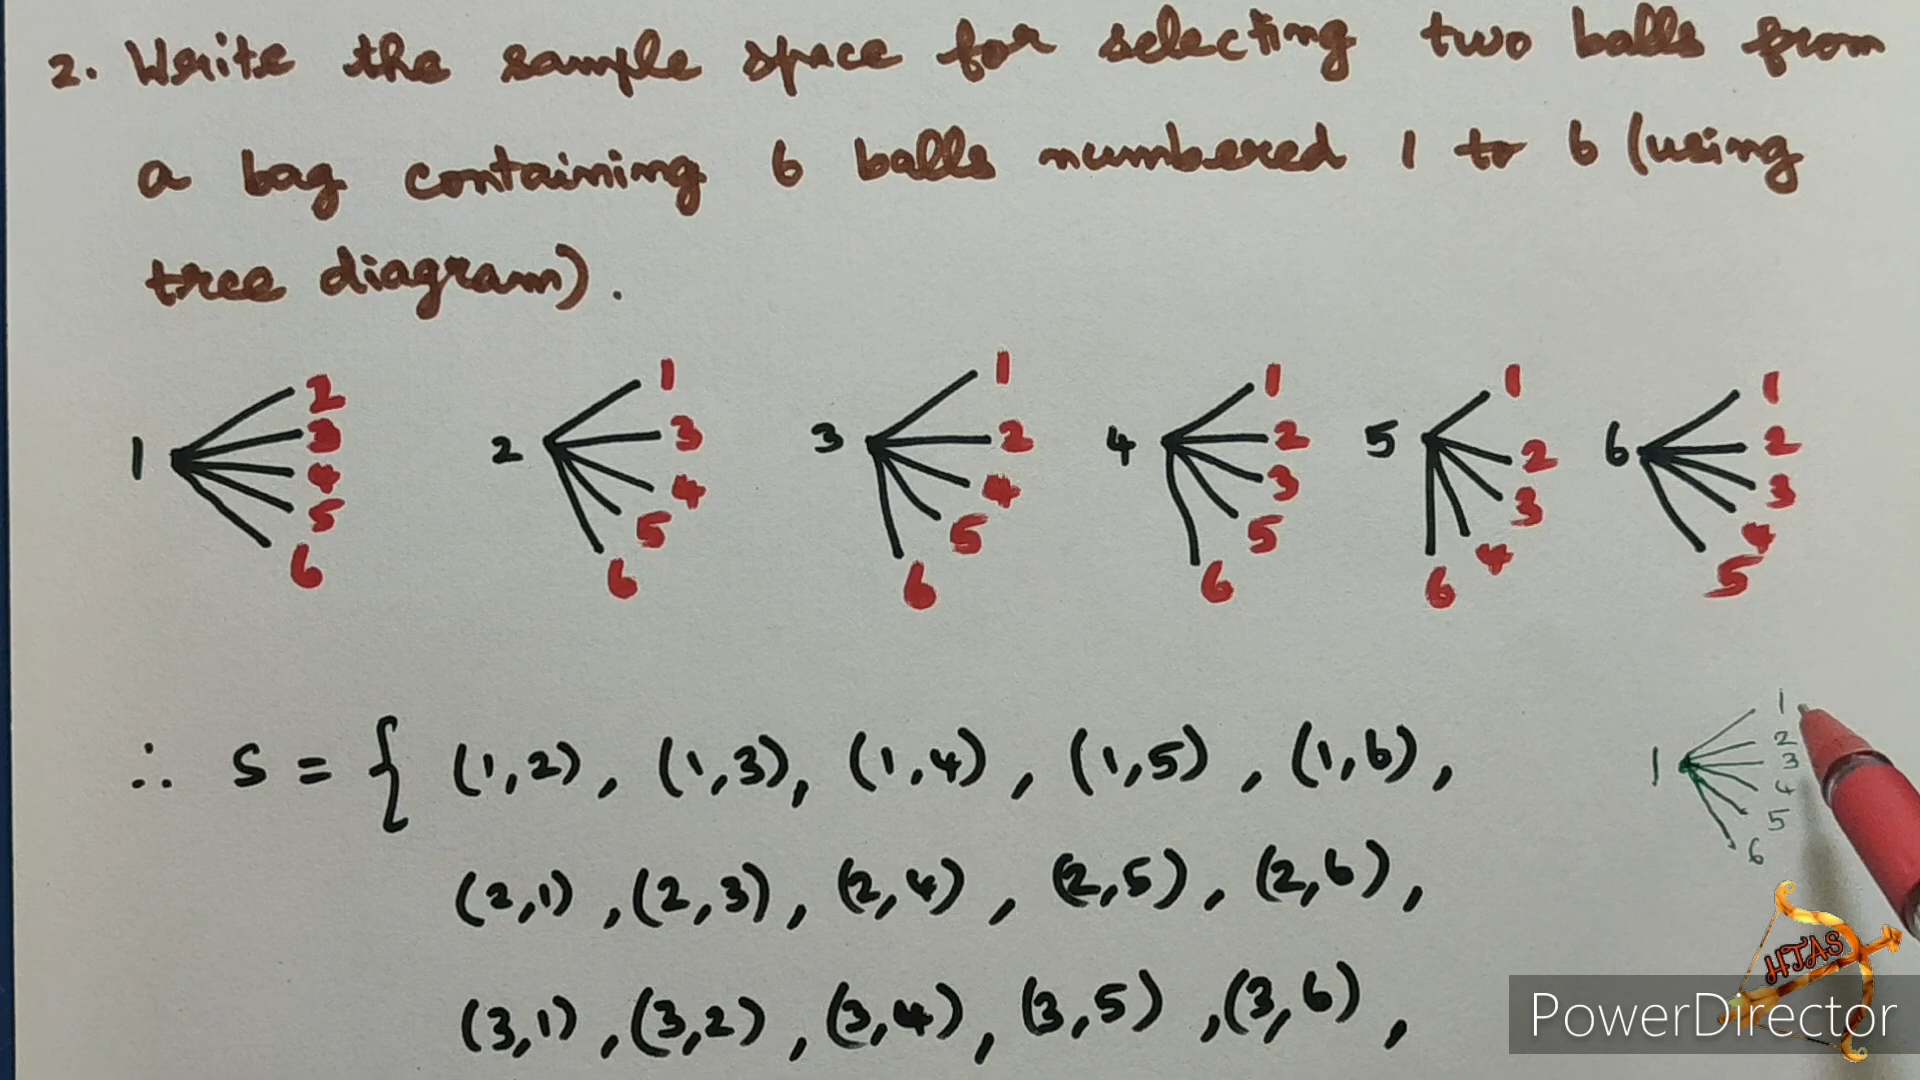 2. Write the sample space for selecting two balls from
a bag containing 6 balls numbered 1 to 6 (using
tree diagram).
1 2 3 4 5 6
2 1 3 4 5 6
3 1 2 4 5 6
4 1 2 3 5 6
5 1 2 3 4 6
6 1 2 3 4 5
∴ S = { (1,2), (1,3), (1,4), (1,5), (1,6),
(2,1), (2,3), (2,4), (2,5), (2,6),
(3,1), (3,2), (3,4), (3,5), (3,6),
1 1 2 3 4 5 6
HTAS
PowerDirector